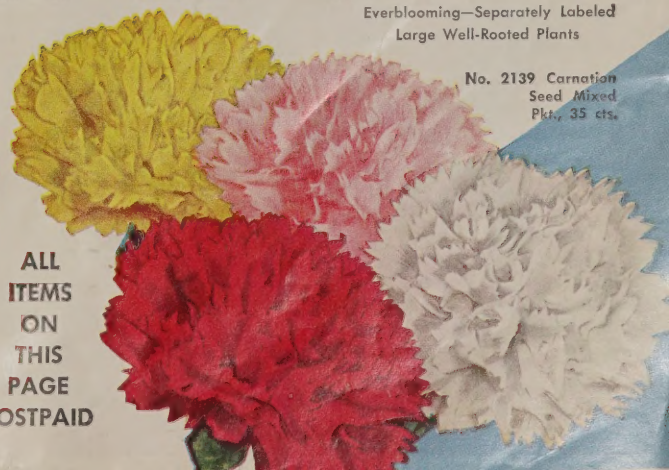 Everblooming—Separately Labeled
Large Well-Rooted Plants
No. 2139 Carnation
Seed Mixed
Pkt., 35 cts.
ALL
ITEMS
ON
THIS
PAGE
OSTPAID